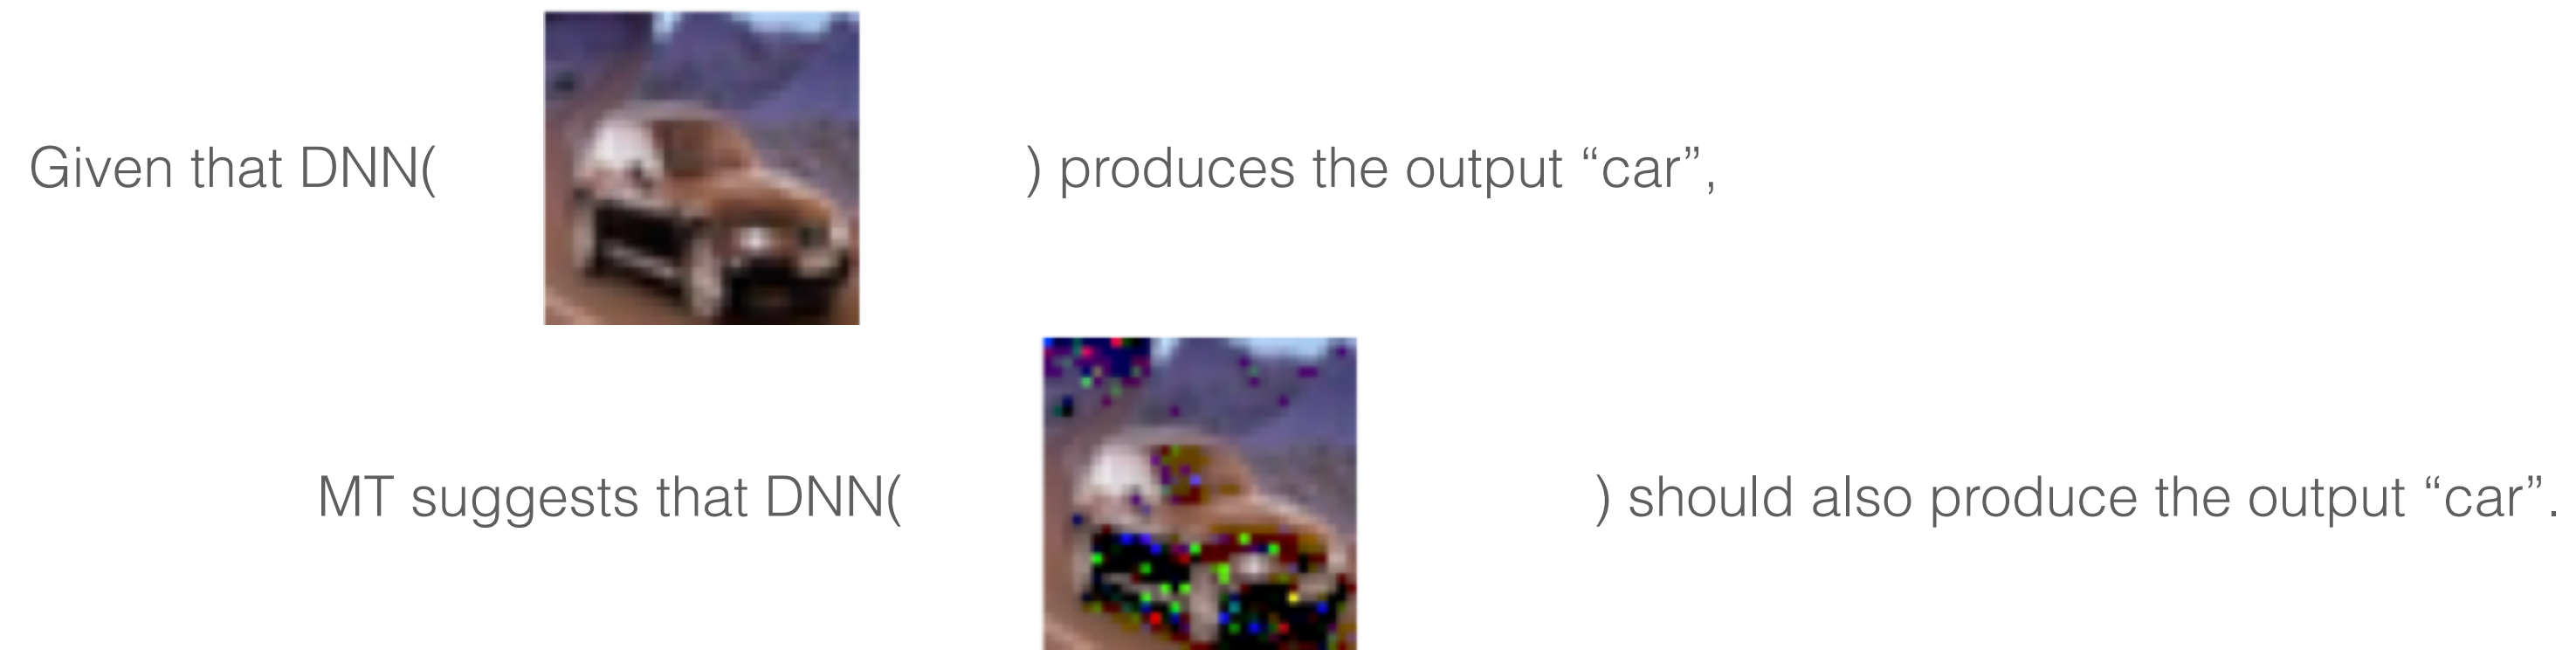 Given that DNN( ) produces the output “car”,
MT suggests that DNN( ) should also produce the output “car”.